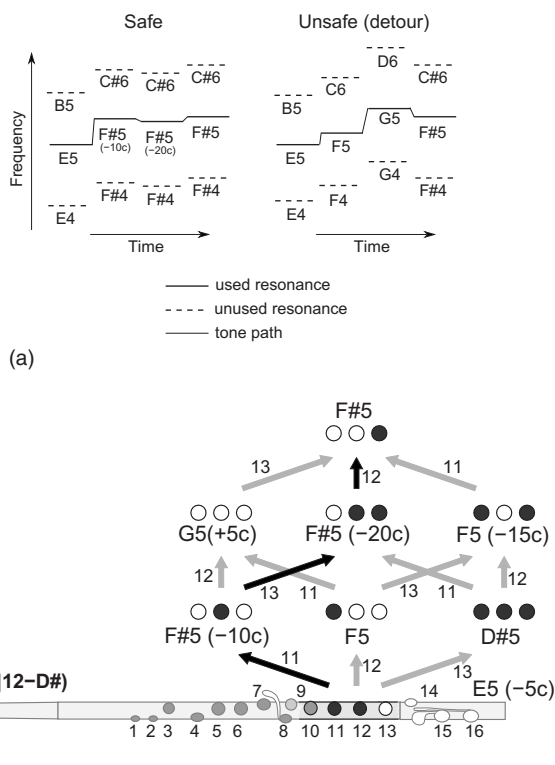 Safe
Unsafe (detour)
Frequency
B5
C#6
C#6
C#6
E5
F#5
(−10c)
F#5
(−20c)
F#5
E4
F#4
F#4
F#4
Time
B5
C6
D6
C#6
E5
F5
G5
F#5
E4
F4
G4
F#4
Time
used resonance
unused resonance
tone path
(a)
F#5
13
12
11
G5(+5c)
F#5 (−20c)
F5 (−15c)
12
13
11
13
11
12
F#5 (−10c)
F5
D#5
11
12
13
12−D#)
E5 (−5c)
7
9
14
1
2
3
4
5
6
8
10
11
12
13
15
16